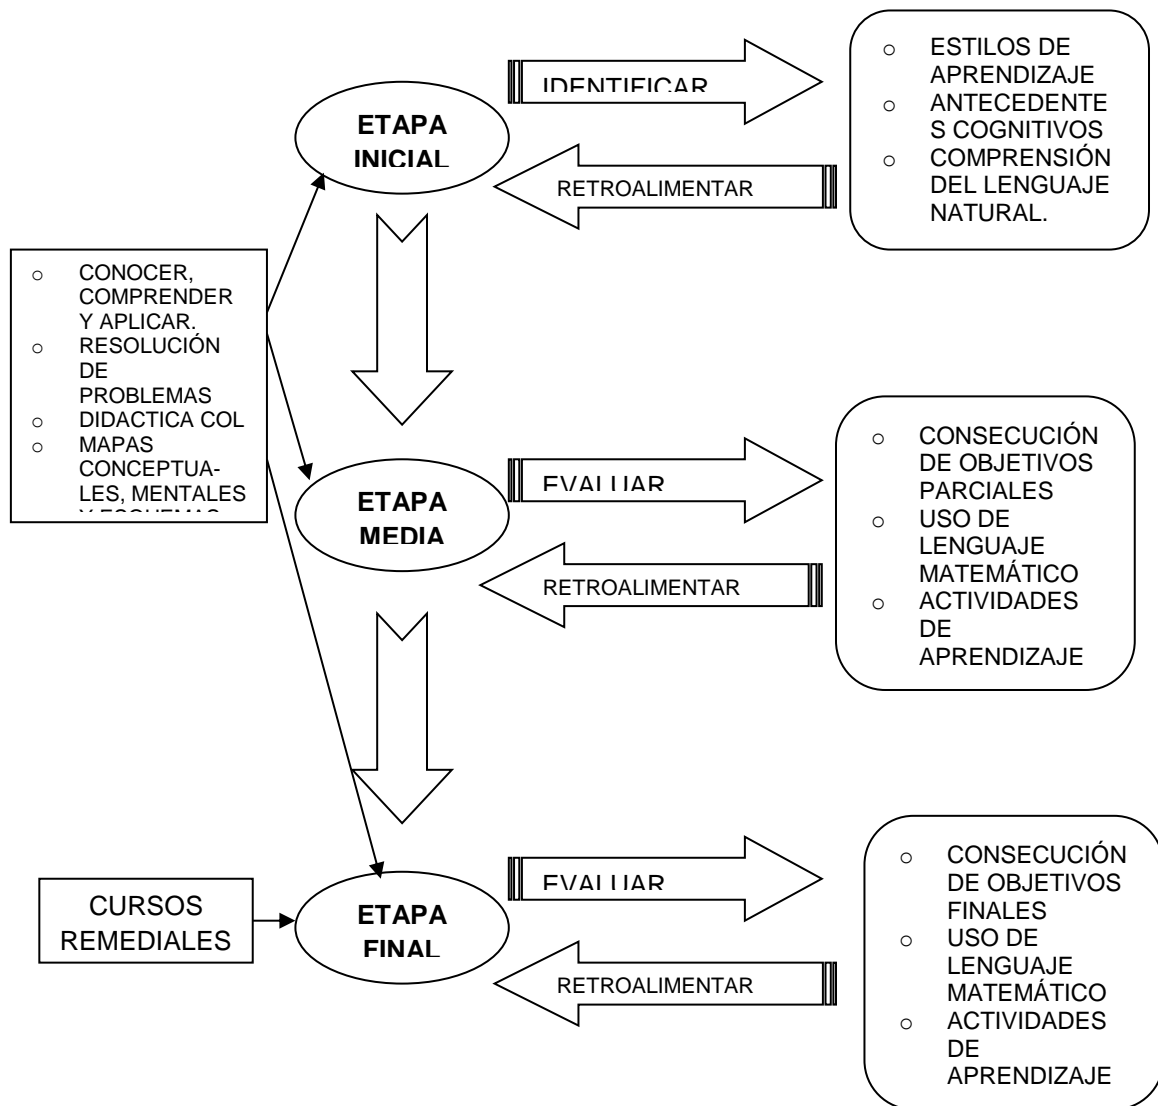 ETAPA
INICIAL
IDENTIFICAR
RETROALIMENTAR
○ ESTILOS DE
APRENDIZAJE
○ ANTECEDENTE
S COGNITIVOS
○ COMPRENSIÓN
DEL LENGUAJE
NATURAL.
○ CONOCER,
COMPRENDER
Y APLICAR.
○ RESOLUCIÓN
DE
PROBLEMAS
○ DIDACTICA COL
○ MAPAS
CONCEPTUA-
LES, MENTALES
Y ESQUEMAS
ETAPA
MEDIA
EVALUAR
RETROALIMENTAR
○ CONSECUCIÓN
DE OBJETIVOS
PARCIALES
○ USO DE
LENGUAJE
MATEMÁTICO
○ ACTIVIDADES
DE
APRENDIZAJE
CURSOS
REMEDIALES
ETAPA
FINAL
EVALUAR
RETROALIMENTAR
○ CONSECUCIÓN
DE OBJETIVOS
FINALES
○ USO DE
LENGUAJE
MATEMÁTICO
○ ACTIVIDADES
DE
APRENDIZAJE